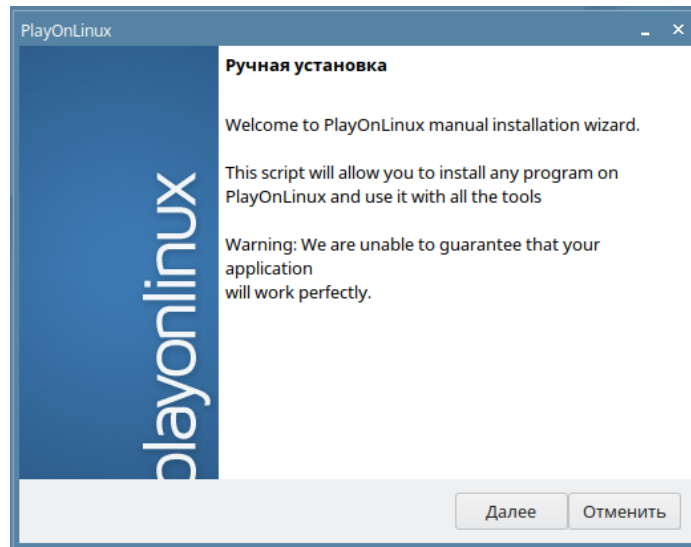 PlayOnLinux
Ручная установка
Welcome to PlayOnLinux manual installation wizard.
This script will allow you to install any program on
PlayOnLinux and use it with all the tools
Warning: We are unable to guarantee that your
application
will work perfectly.
playonlinux
Далее
Отменить